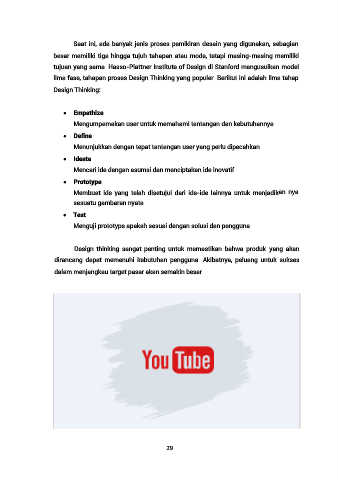 Saat ini, ada banyak jenis proses pemikiran desain yang digunakan, sebagian
besar memiliki tiga hingga tujuh tahapan atau mode, tetapi masing-masing memiliki
tujuan yang sama Hasso-Plattner Institute of Design di Stanford mengusulkan model
lima fase, tahapan proses Design Thinking yang populer Berikut ini adalah lima tahap
Design Thinking:
• Empathize
Mengumpamakan user untuk memahami tantangan dan kebutuhannya
• Define
Menunjukkan dengan tepat tantangan user yang perlu dipecahkan
• Ideate
Mencari ide dengan asumsi dan menciptakan ide inovatif
• Prototype
Membuat ide yang telah disetujui dari ide-ide lainnya untuk menjadikan nya
sesuatu gambaran nyata
• Test
Menguji prototype apakah sesuai dengan solusi dan pengguna
Design thinking sangat penting untuk memastikan bahwa produk yang akan
dirancang dapat memenuhi kebutuhan pengguna Akibatnya, peluang untuk sukses
dalam menjangkau target pasar akan semakin besar
YouTube
29